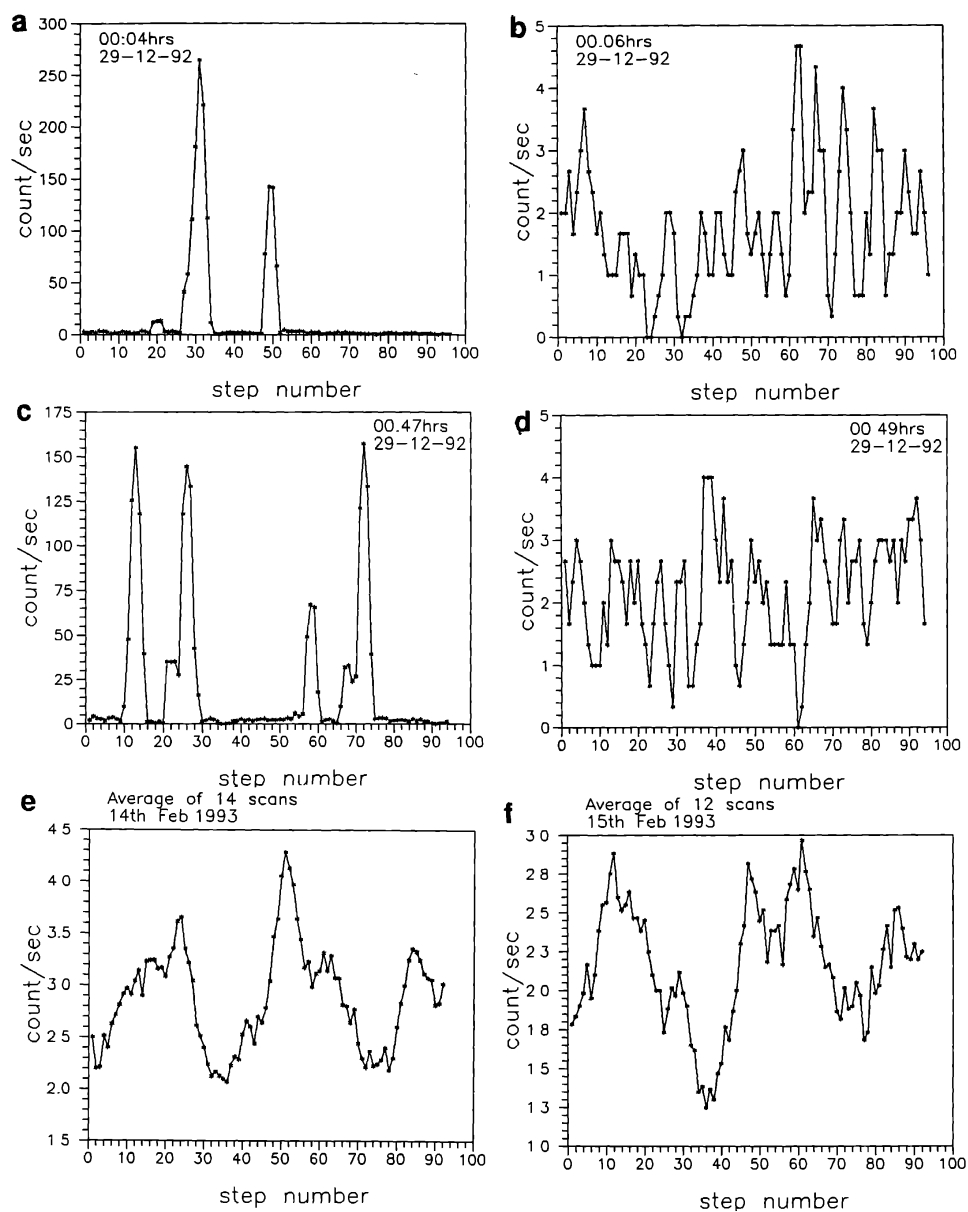 a
00:04hrs
29-12-92
300
250
200
150
100
50
0
count/sec
0 10 20 30 40 50 60 70 80 90 100
step number
b
00.06hrs
29-12-92
5
4
3
2
1
0
count/sec
0 10 20 30 40 50 60 70 80 90 100
step number
c
00.47hrs
29-12-92
175
150
125
100
75
50
25
0
count/sec
0 10 20 30 40 50 60 70 80 90 100
step number
d
00 49hrs
29-12-92
5
4
3
2
1
0
count/sec
0 10 20 30 40 50 60 70 80 90 100
step number
e
Average of 14 scans
14th Feb 1993
4 5
4 0
3.5
3.0
2.5
2.0
1 5
count/sec
0 10 20 30 40 50 60 70 80 90 100
step number
f
Average of 12 scans
15th Feb 1993
3 0
2 8
2 5
2 3
2 0
1 8
1 5
1 3
1 0
count/sec
0 10 20 30 40 50 60 70 80 90 100
step number